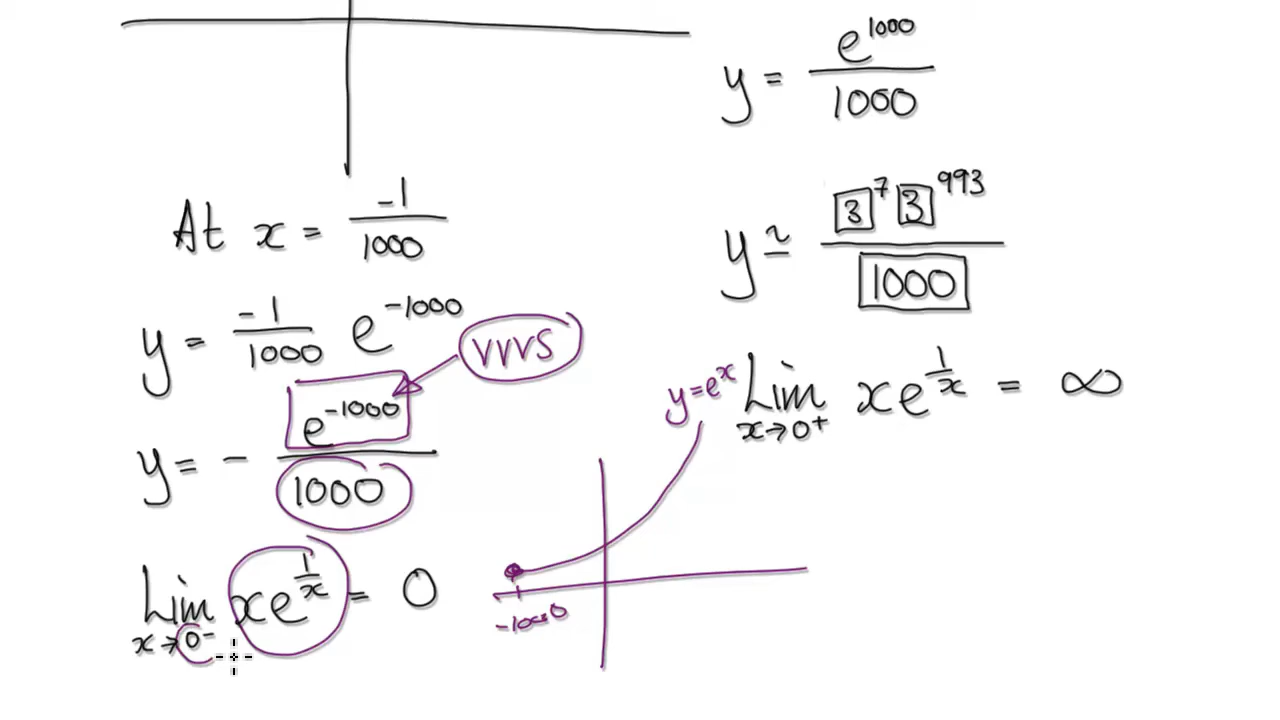 At x = -1/1000
y = -1/1000 e^-1000
VVVS
y = - e^-1000/1000
Lim x→0- xe^1/x = 0
y = e^1000/1000
y ≃ 3^7 3^993/1000
Lim x→0+ xe^1/x = ∞
y=e^x
-1000